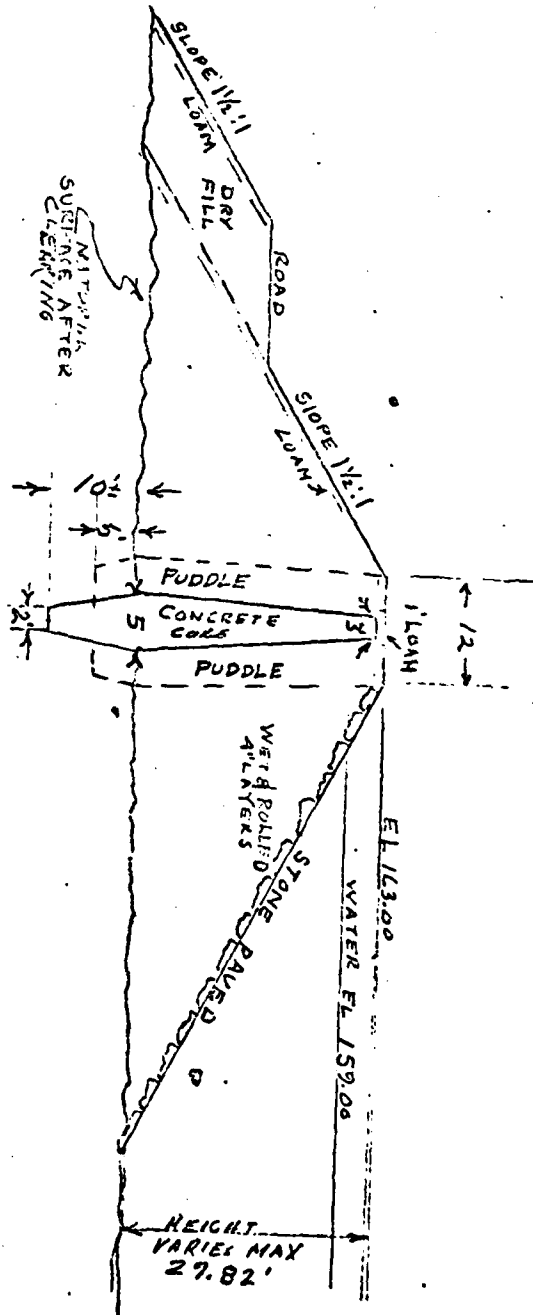 SLOPE 1½:1
LOAM
DRY
FILL
ROAD
SLOPE 1½:1
LOAM
SURFACE AFTER
10'±
5'
2'
PUDDLE
CONCRETE
CORE
5
PUDDLE
3'
1' LOAM
12
WET & ROLLED
4" LAYERS
STONE PAVED
EL 163.00
WATER EL 159.00
HEIGHT
VARIES MAX
27.82'